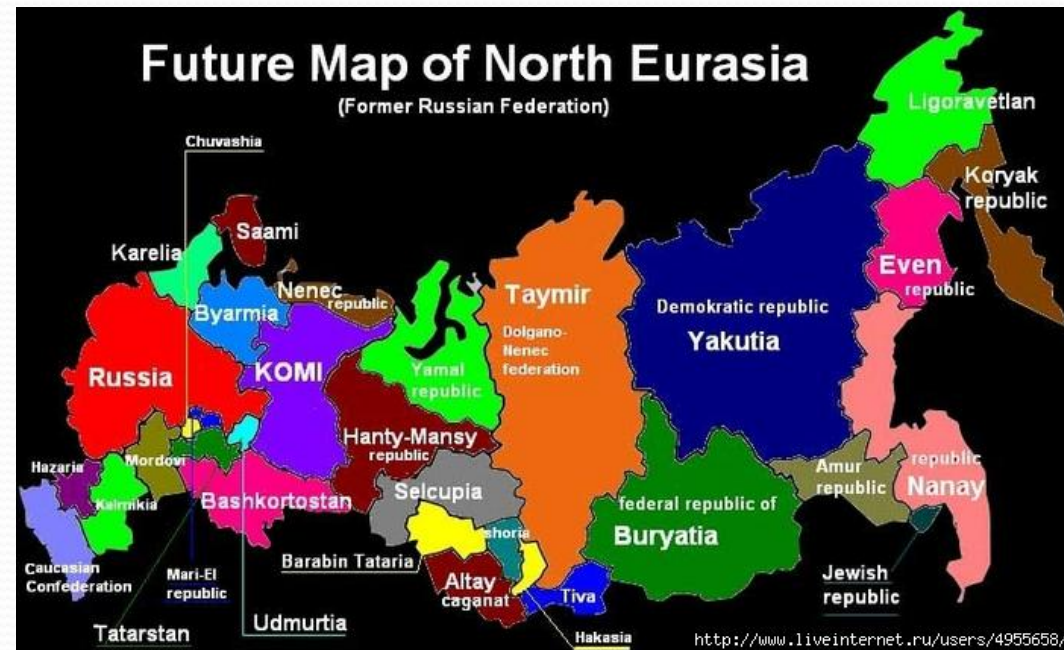 Future Map of North Eurasia
(Former Russian Federation)
Chuvashia
Ligoravetlan
Koryak
republic
Saami
Karelia
Even
republic
Nenec
republic
Byarmia
Taymir
Dolgano-
Nenec
federation
Demokratic republic
Yakutia
Russia
KOMI
Yamal
republic
Hanty-Mansy
republic
Hazaria
Mordovi
Kalmikia
Bashkortostan
Selcupia
Amur
republic
republic
Nanay
federal republic of
Buryatia
shoria
Caucasian
Confederation
Mari-El
republic
Barabin Tataria
Altay
caganat
Tiva
Jewish
republic
Tatarstan
Udmurtia
Hakasia
http://www.liveinternet.ru/users/4955658/